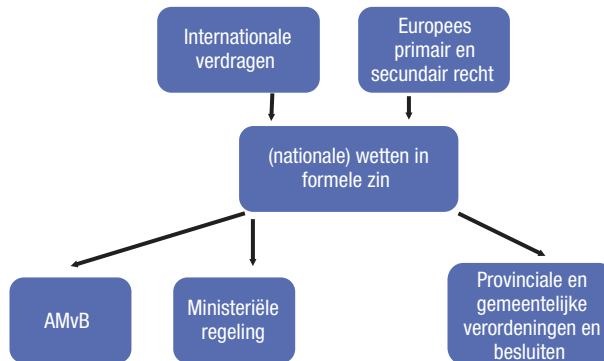 Internationale
verdragen
Europees
primair en
secundair recht
(nationale) wetten in
formele zin
AMvB
Ministeriële
regeling
Provinciale en
gemeentelijke
verordeningen en
besluiten